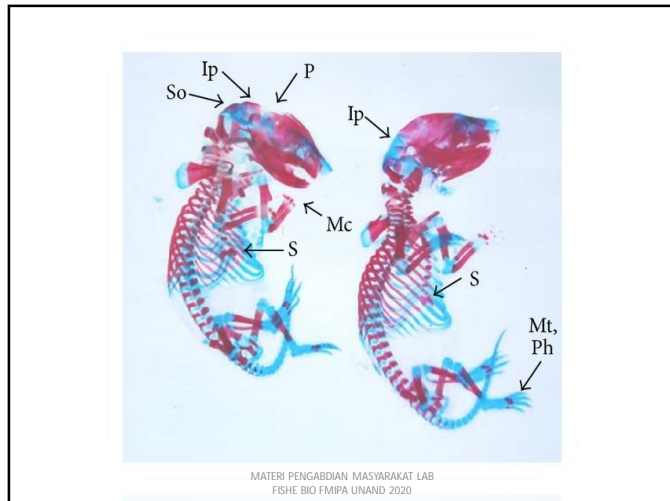 Ip
P
So
Ip
Mc
S
S
Mt,
Ph
MATERI PENGABDIAN MASYARAKAT LAB
FISHE BIO FMIPA UNAND 2020